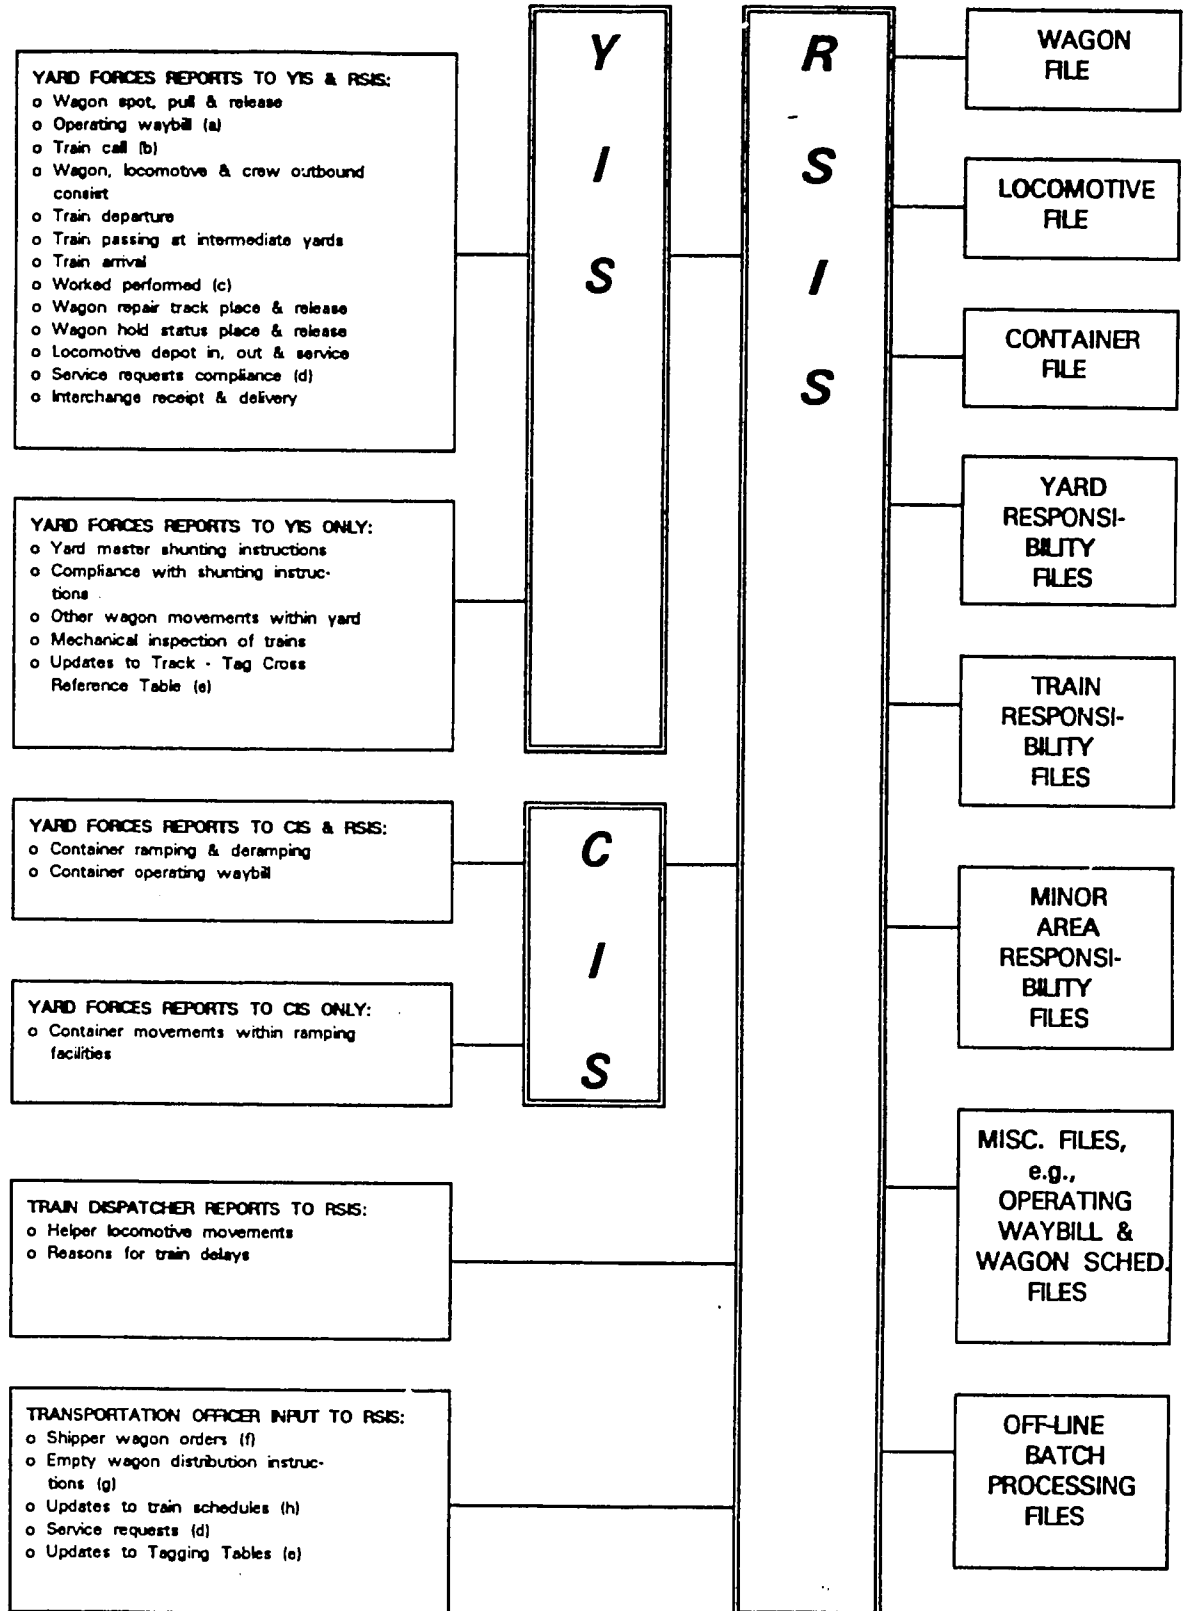 YARD FORCES REPORTS TO YIS & RSIS:
o Wagon spot, pull & release
o Operating waybill (a)
o Train call (b)
o Wagon, locomotive & crew outbound
consist
o Train departure
o Train passing at intermediate yards
o Train arrival
o Worked performed (c)
o Wagon repair track place & release
o Wagon hold status place & release
o Locomotive depot in, out & service
o Service requests compliance (d)
o Interchange receipt & delivery
YARD FORCES REPORTS TO YIS ONLY:
o Yard master shunting instructions
o Compliance with shunting instruc-
tions
o Other wagon movements within yard
o Mechanical inspection of trains
o Updates to Track - Tag Cross
Reference Table (e)
YARD FORCES REPORTS TO CIS & RSIS:
o Container ramping & deramping
o Container operating waybill
YARD FORCES REPORTS TO CIS ONLY:
o Container movements within ramping
facilities
TRAIN DISPATCHER REPORTS TO RSIS:
o Helper locomotive movements
o Reasons for train delays
TRANSPORTATION OFFICER INPUT TO RSIS:
o Shipper wagon orders (f)
o Empty wagon distribution instruc-
tions (g)
o Updates to train schedules (h)
o Service requests (d)
o Updates to Tagging Tables (e)
Y
I
S
C
I
S
R
S
I
S
WAGON
FILE
LOCOMOTIVE
FILE
CONTAINER
FILE
YARD
RESPONSI-
BILITY
FILES
TRAIN
RESPONSI-
BILITY
FILES
MINOR
AREA
RESPONSI-
BILITY
FILES
MISC. FILES,
e.g.,
OPERATING
WAYBILL &
WAGON SCHED.
FILES
OFF-LINE
BATCH
PROCESSING
FILES